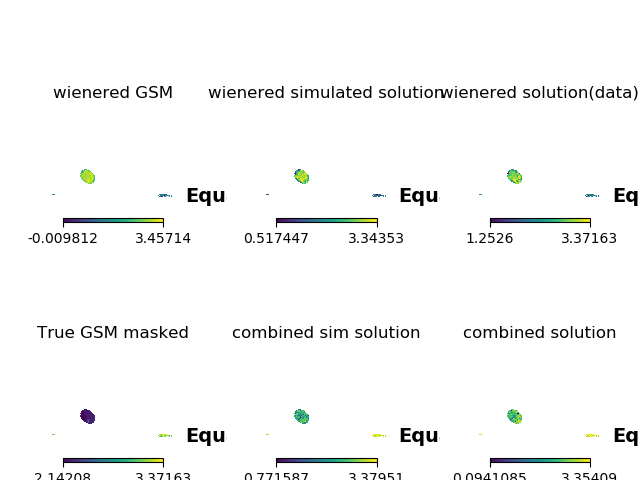 wienered GSM
wienered simulated solution
wienered solution(data)
Equ
Equ
Eq
-0.009812 3.45714
0.517447 3.34353
1.2526 3.37163
True GSM masked
combined sim solution
combined solution
Equ
Equ
Eq
2.14208 3.37163
0.771587 3.37951
0.0941085 3.35409